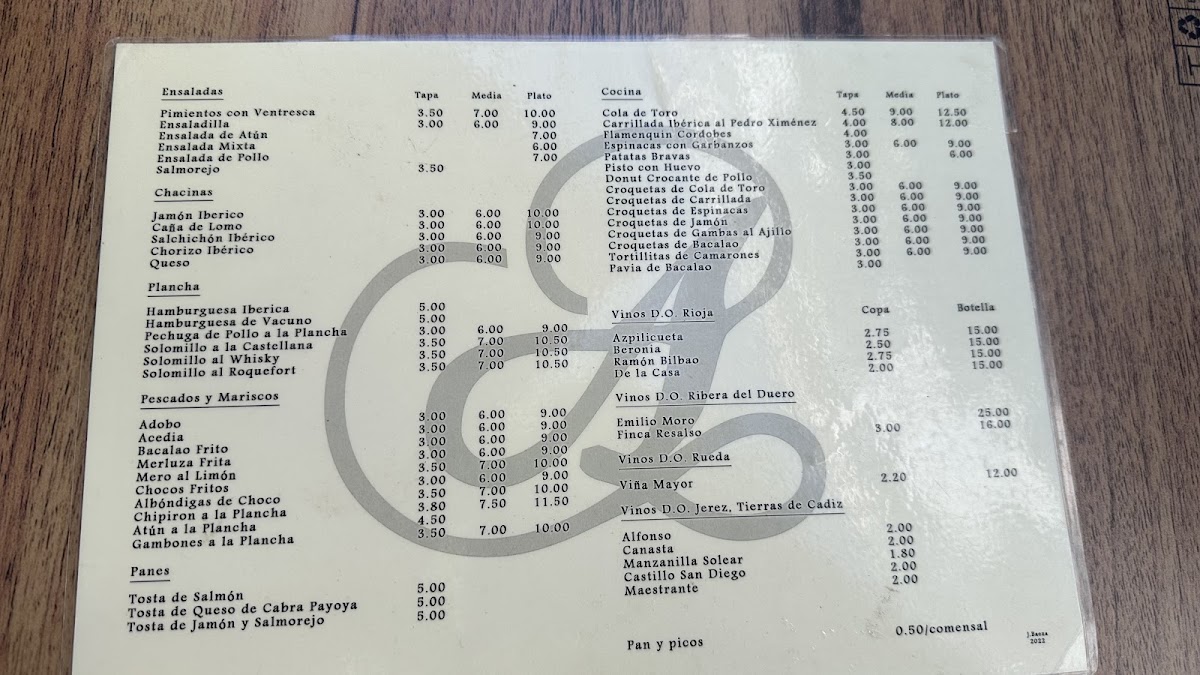 Ensaladas Tapa Media Plato
Pimientos con Ventresca 3.50 7.00 10.00
Ensaladilla 3.00 6.00 9.00
Ensalada de Atún 7.00
Ensalada Mixta 6.00
Ensalada de Pollo 7.00
Salmorejo 3.50
Chacinas
Jamón Iberico 3.00 6.00 10.00
Caña de Lomo 3.00 6.00 10.00
Salchichón Ibérico 3.00 6.00 9.00
Chorizo Ibérico 3.00 6.00 9.00
Queso 3.00 6.00 9.00
Plancha
Hamburguesa Iberica 5.00
Hamburguesa de Vacuno 5.00
Pechuga de Pollo a la Plancha 3.00 6.00 9.00
Solomillo a la Castellana 3.50 7.00 10.50
Solomillo al Whisky 3.50 7.00 10.50
Solomillo al Roquefort 3.50 7.00 10.50
Pescados y Mariscos
Adobo 3.00 6.00 9.00
Acedia 3.00 6.00 9.00
Bacalao Frito 3.00 6.00 9.00
Merluza Frita 3.00 6.00 9.00
Mero al Limón 3.50 7.00 10.00
Chocos Fritos 3.00 6.00 9.00
Albóndigas de Choco 3.50 7.00 10.00
Chipiron a la Plancha 3.80 7.50 11.50
Atún a la Plancha 4.50
Gambones a la Plancha 3.50 7.00 10.00
Panes
Tosta de Salmón 5.00
Tosta de Queso de Cabra Payoya 5.00
Tosta de Jamón y Salmorejo 5.00
Cocina Tapa Media Plato
Cola de Toro 4.50 9.00 12.50
Carrillada Ibérica al Pedro Ximénez 4.00 8.00 12.00
Flamenquin Cordobes 4.00
Espinacas con Garbanzos 3.00 6.00 9.00
Patatas Bravas 3.00 6.00
Pisto con Huevo 3.00
Donut Crocante de Pollo 3.50
Croquetas de Cola de Toro 3.00 6.00 9.00
Croquetas de Carrillada 3.00 6.00 9.00
Croquetas de Espinacas 3.00 6.00 9.00
Croquetas de Jamón 3.00 6.00 9.00
Croquetas de Gambas al Ajillo 3.00 6.00 9.00
Croquetas de Bacalao 3.00 6.00 9.00
Tortillitas de Camarones 3.00 6.00 9.00
Pavia de Bacalao 3.00
Vinos D.O. Rioja Copa Botella
Azpilicueta 2.75 15.00
Beronia 2.50 15.00
Ramón Bilbao 2.75 15.00
De la Casa 2.00 15.00
Vinos D.O. Ribera del Duero
Emilio Moro 25.00
Finca Resalso 3.00 16.00
Vinos D.O. Rueda
Viña Mayor 2.20 12.00
Vinos D.O. Jerez, Tierras de Cadiz
Alfonso 2.00
Canasta 2.00
Manzanilla Solear 1.80
Castillo San Diego 2.00
Maestrante 2.00
Pan y picos 0.50/comensal
J.Baena
2022